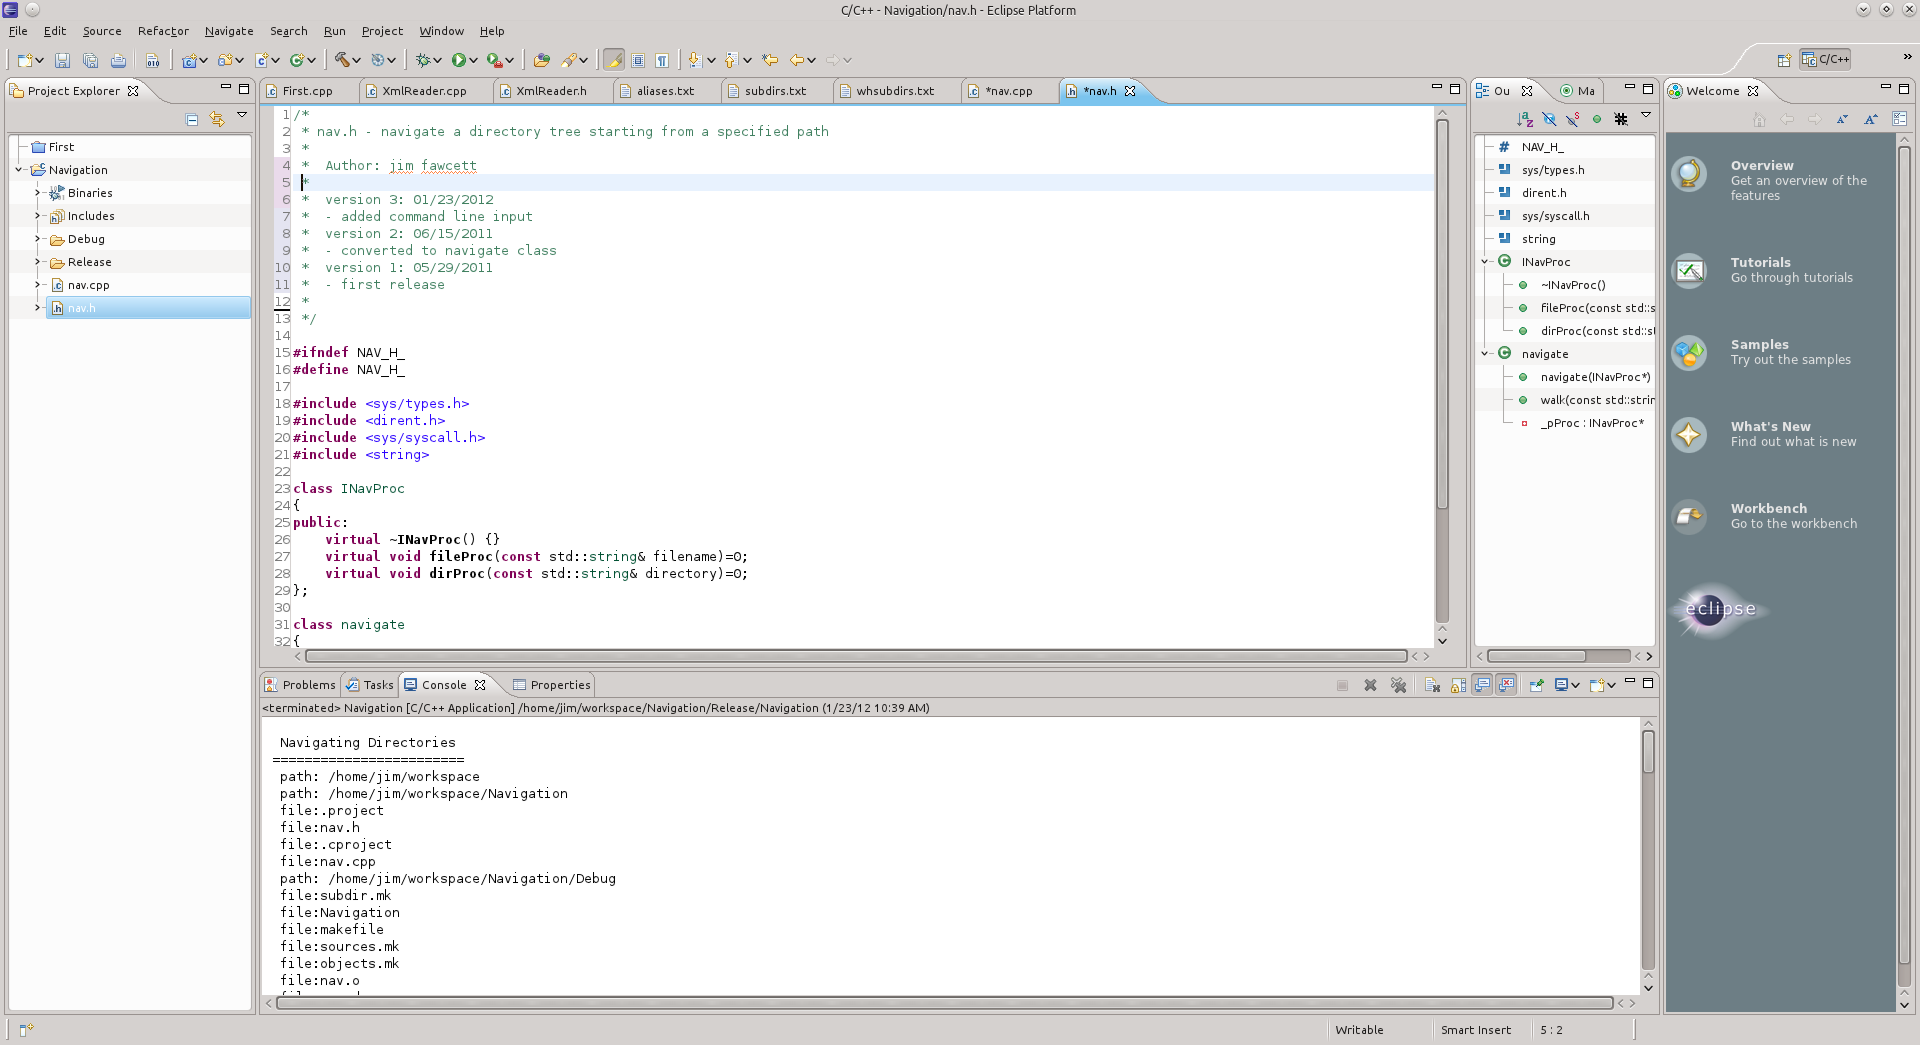 C/C++ - Navigation/nav.h - Eclipse Platform
File Edit Source Refactor Navigate Search Run Project Window Help
C/C++
Project Explorer
First
Navigation
Binaries
Includes
Debug
Release
nav.cpp
nav.h
First.cpp XmlReader.cpp XmlReader.h aliases.txt subdirs.txt whsubdirs.txt *nav.cpp *nav.h
1 /*
2 * nav.h - navigate a directory tree starting from a specified path
3 *
4 * Author: jim fawcett
5 *
6 * version 3: 01/23/2012
7 * - added command line input
8 * version 2: 06/15/2011
9 * - converted to navigate class
10 * version 1: 05/29/2011
11 * - first release
12 *
13 */
14
15 #ifndef NAV_H_
16 #define NAV_H_
17
18 #include <sys/types.h>
19 #include <dirent.h>
20 #include <sys/syscall.h>
21 #include <string>
22
23 class INavProc
24 {
25 public:
26 virtual ~INavProc() {}
27 virtual void fileProc(const std::string& filename)=0;
28 virtual void dirProc(const std::string& directory)=0;
29 };
30
31 class navigate
32 {
Ou Ma
NAV_H_
sys/types.h
dirent.h
sys/syscall.h
string
INavProc
~INavProc()
fileProc(const std::s
dirProc(const std::st
navigate
navigate(INavProc*)
walk(const std::strin
_pProc : INavProc*
Welcome
Overview
Get an overview of the
features
Tutorials
Go through tutorials
Samples
Try out the samples
What's New
Find out what is new
Workbench
Go to the workbench
eclipse
Problems Tasks Console Properties
<terminated> Navigation [C/C++ Application] /home/jim/workspace/Navigation/Release/Navigation (1/23/12 10:39 AM)
Navigating Directories
========================
path: /home/jim/workspace
path: /home/jim/workspace/Navigation
file:.project
file:nav.h
file:.cproject
file:nav.cpp
path: /home/jim/workspace/Navigation/Debug
file:subdir.mk
file:Navigation
file:makefile
file:sources.mk
file:objects.mk
file:nav.o
Writable Smart Insert 5 : 2